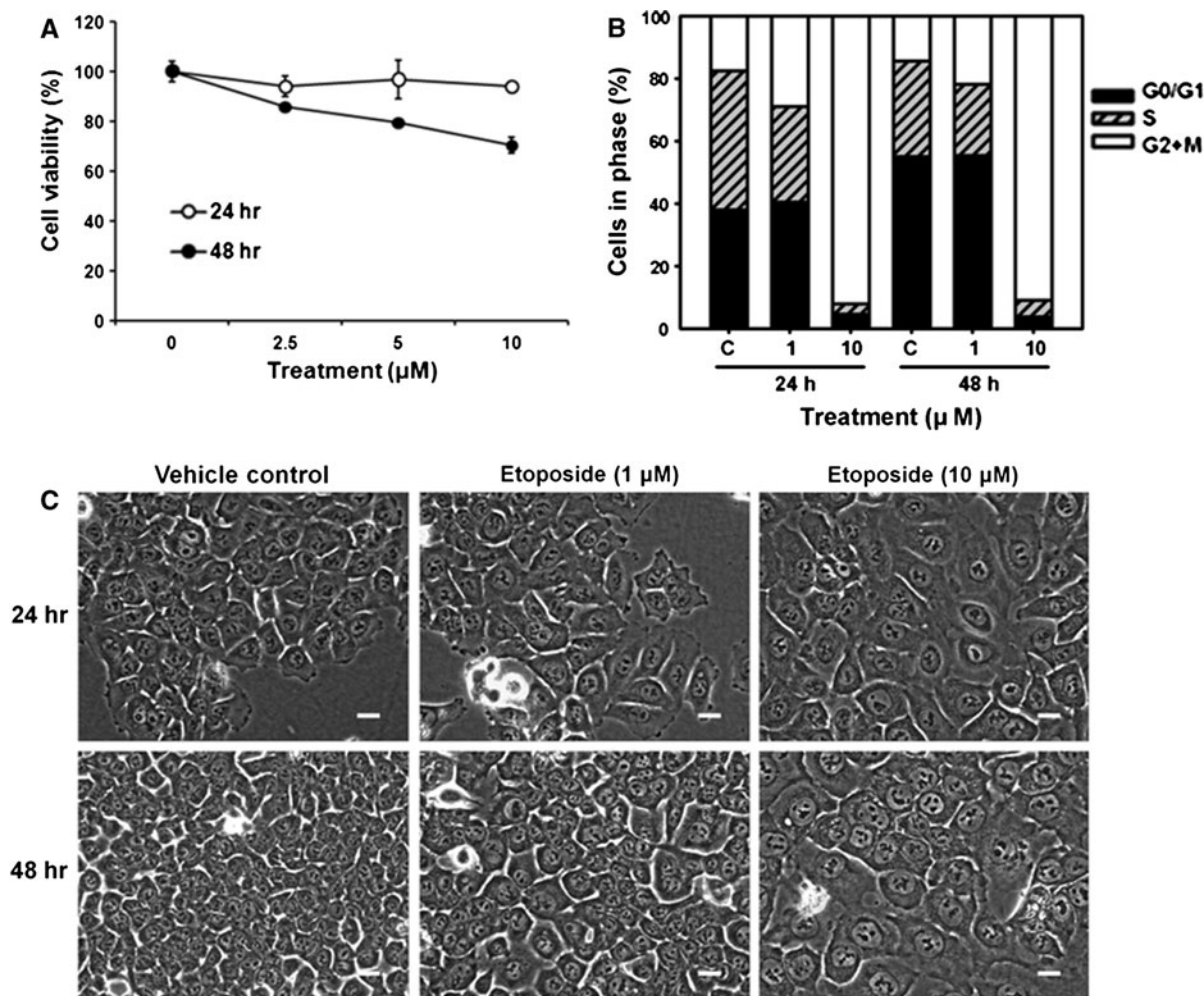 A
120
100
80
60
40
20
0
Cell viability (%)
24 hr
48 hr
0 2.5 5 10
Treatment (µM)
B
100
80
60
40
20
0
Cells in phase (%)
G0/G1
S
G2+M
C 1 10 C 1 10
24 h 48 h
Treatment (µ M)
C
Vehicle control Etoposide (1 µM) Etoposide (10 µM)
24 hr
48 hr